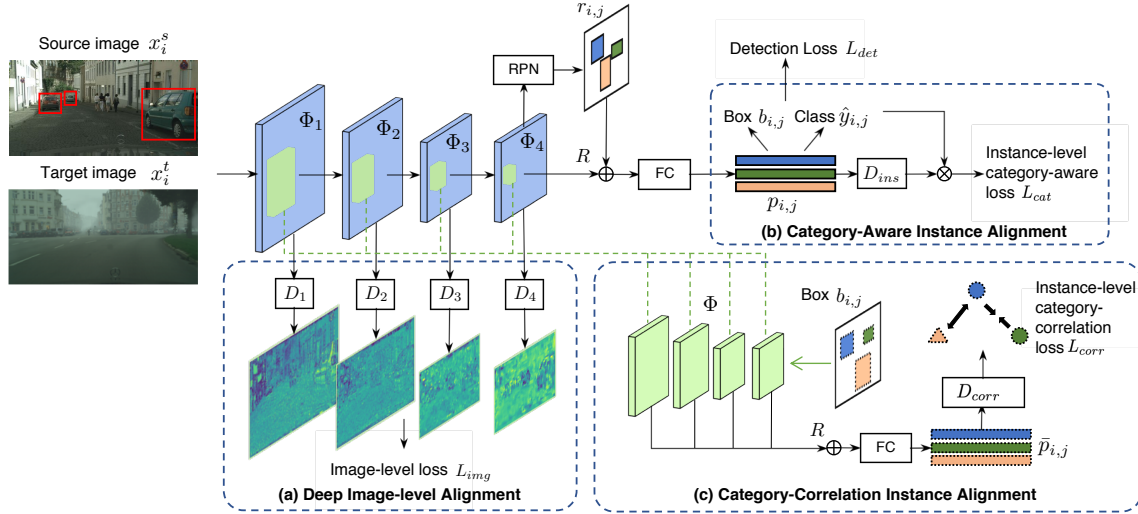 Source image $x_i^s$
Target image $x_i^t$
$\Phi_1$
$\Phi_2$
$\Phi_3$
$\Phi_4$
RPN
$r_{i,j}$
$R$
FC
Detection Loss $L_{det}$
Box $b_{i,j}$
Class $\hat{y}_{i,j}$
$p_{i,j}$
$D_{ins}$
Instance-level
category-aware
loss $L_{cat}$
(b) Category-Aware Instance Alignment
$D_1$
$D_2$
$D_3$
$D_4$
Image-level loss $L_{img}$
(a) Deep Image-level Alignment
$\Phi$
Box $b_{i,j}$
$R$
FC
$\bar{p}_{i,j}$
$D_{corr}$
Instance-level
category-
correlation
loss $L_{corr}$
(c) Category-Correlation Instance Alignment